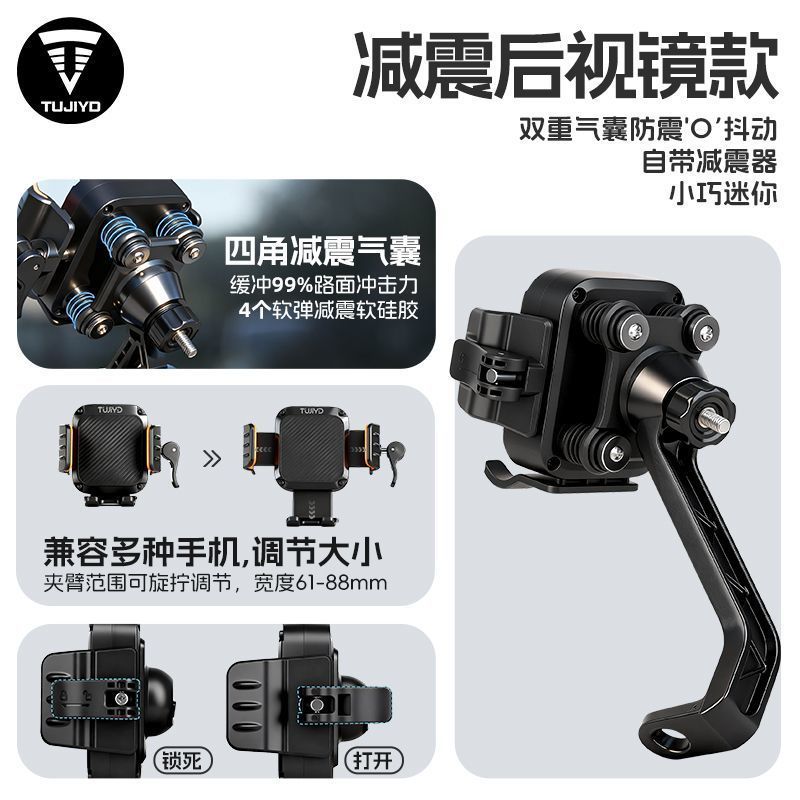 TUJIYD
减震后视镜款
双重气囊防震'O'抖动
自带减震器
小巧迷你
四角减震气囊
缓冲99%路面冲击力
4个软弹减震软硅胶
TUJIYD
TUJIYD
»
兼容多种手机,调节大小
夹臂范围可旋拧调节，宽度61-88mm
锁死
打开